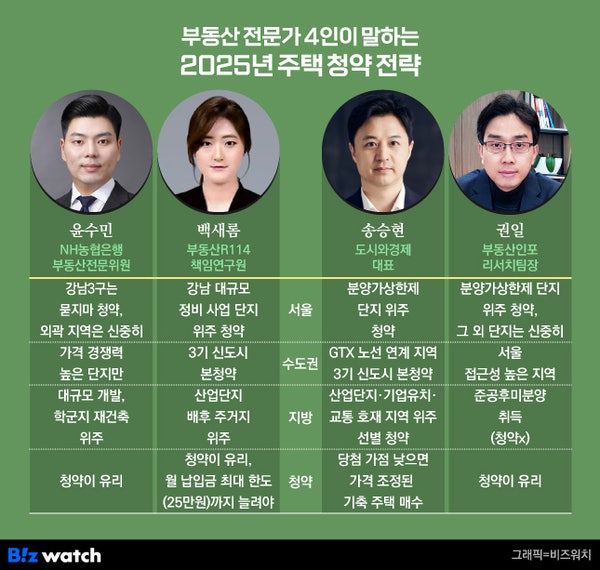 부동산 전문가 4인이 말하는
2025년 주택 청약 전략
윤수민
NH농협은행
부동산전문위원
백새롬
부동산R114
책임연구원
송승현
도시와경제
대표
권일
부동산인포
리서치팀장
강남3구는
묻지마 청약,
외곽 지역은 신중히
강남 대규모
정비 사업 단지
위주 청약
서울
분양가상한제
단지 위주
청약
분양가상한제 단지
위주 청약,
그 외 단지는 신중히
가격 경쟁력
높은 단지만
3기 신도시
본청약
수도권
GTX 노선 연계 지역
3기 신도시 본청약
서울
접근성 높은 지역
대규모 개발,
학군지 재건축
위주
산업단지
배후 주거지
위주
지방
산업단지·기업유치·
교통 호재 지역 위주
선별 청약
준공후미분양
취득
(청약x)
청약이 유리
청약이 유리,
월 납입금 최대 한도
(25만원)까지 늘려야
청약
당첨 가점 낮으면
가격 조정된
기축 주택 매수
청약이 유리
B!z watch
그래픽=비즈워치